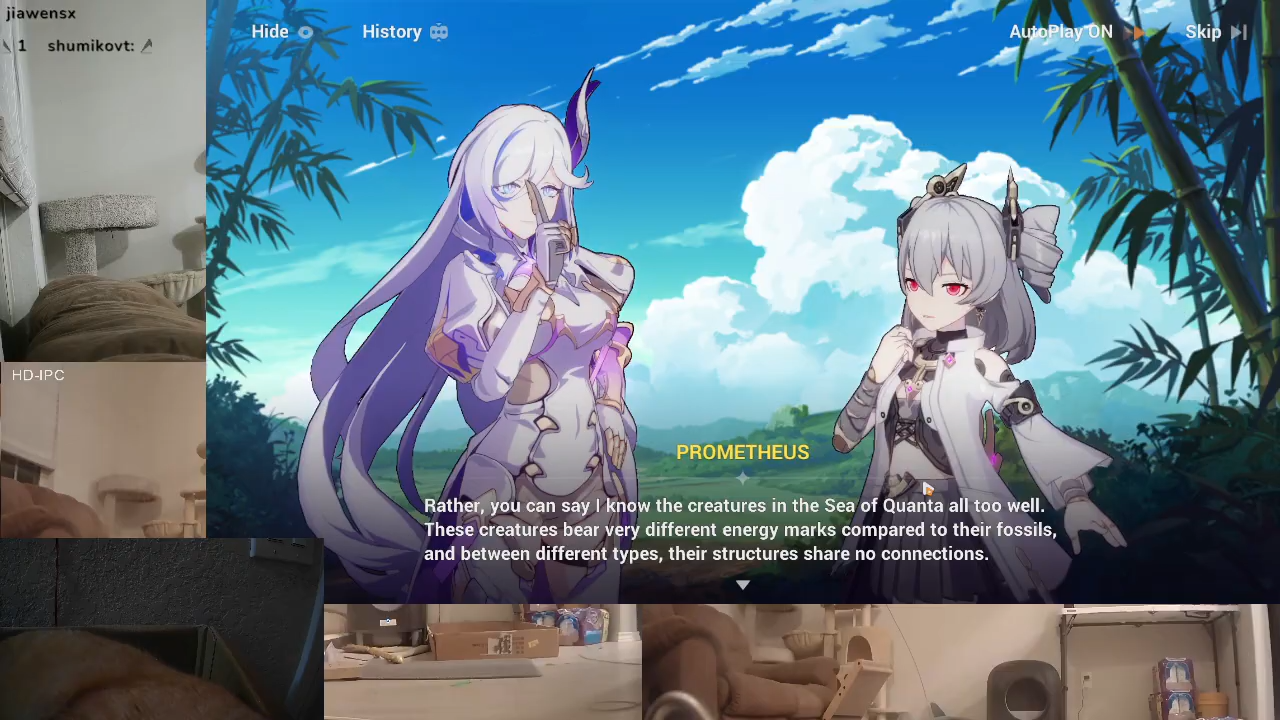 jiawensx
1 shumikovt:
Hide
History
AutoPlay ON
Skip
HD-IPC
PROMETHEUS
Rather, you can say I know the creatures in the Sea of Quanta all too well.
These creatures bear very different energy marks compared to their fossils,
and between different types, their structures share no connections.